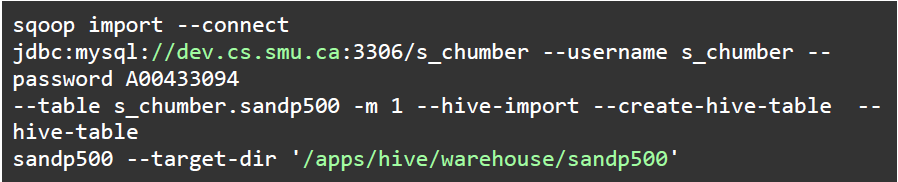 sqoop import --connect
jdbc:mysql://dev.cs.smu.ca:3306/s_chumber --username s_chumber --
password A00433094
--table s_chumber.sandp500 -m 1 --hive-import --create-hive-table  --
hive-table
sandp500 --target-dir '/apps/hive/warehouse/sandp500'